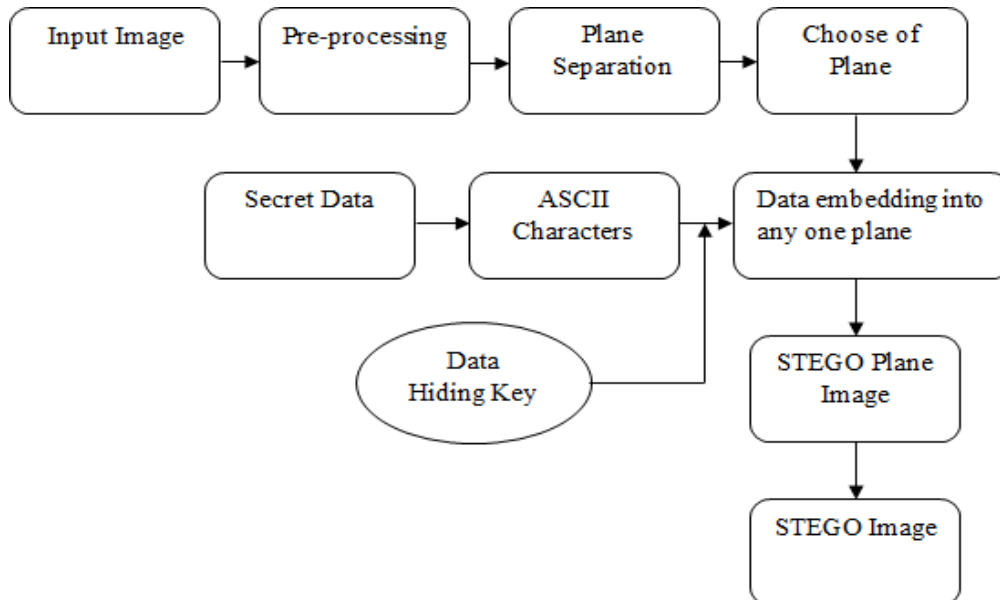 Input Image
Pre-processing
Plane
Separation
Choose of
Plane
Secret Data
ASCII
Characters
Data embedding into
any one plane
Data
Hiding Key
STEGO Plane
Image
STEGO Image